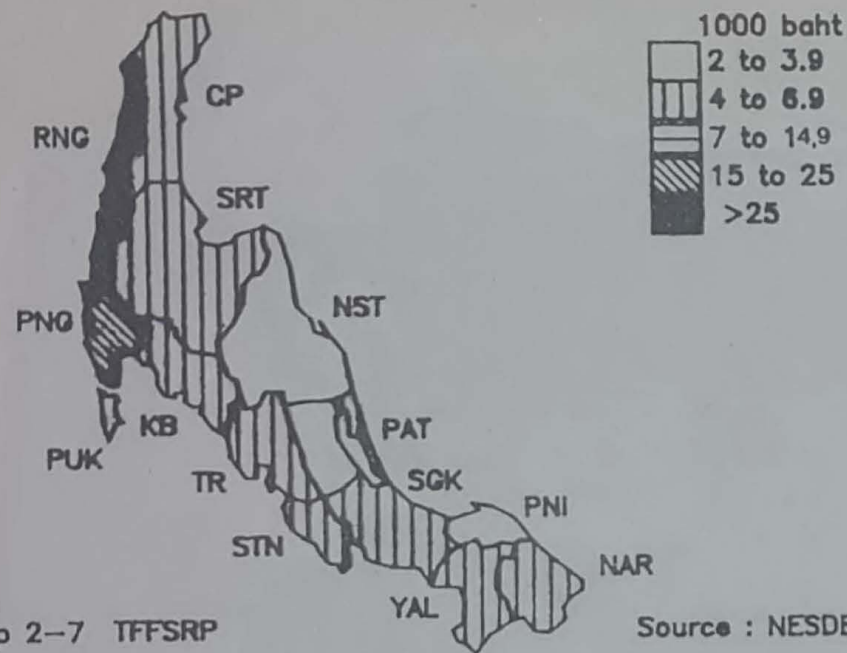 1000 baht
2 to 3.9
4 to 6.9
7 to 14,9
15 to 25
>25
CP
RNG
SRT
PNG
NST
KB
PUK
PAT
TR
SGK
PNI
STN
NAR
YAL
2-7 TFFSRP
Source : NESDB